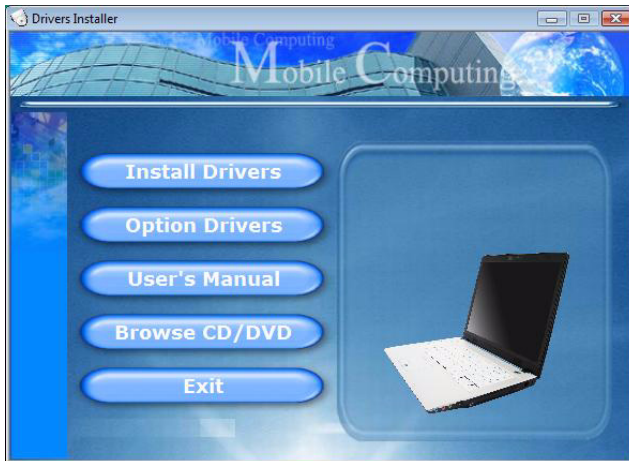 Drivers Installer
Mobile Computing
Mobile Computing
Install Drivers
Option Drivers
User's Manual
Browse CD/DVD
Exit